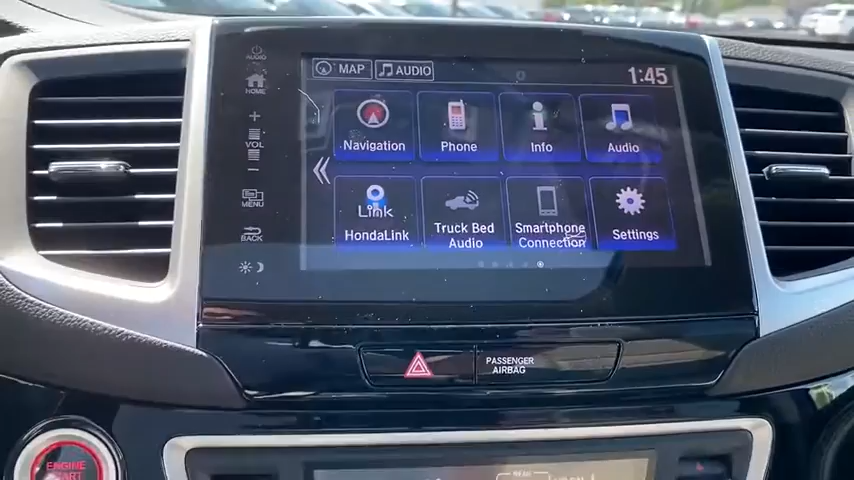 AUDIO
MAP
AUDIO
1:45
HOME
Navigation
Phone
Info
Audio
+
VOL
−
Link
MENU
HondaLink
Truck Bed
Audio
Smartphone
Connection
Settings
BACK
PASSENGER
AIRBAG
ENGINE
START
REAR